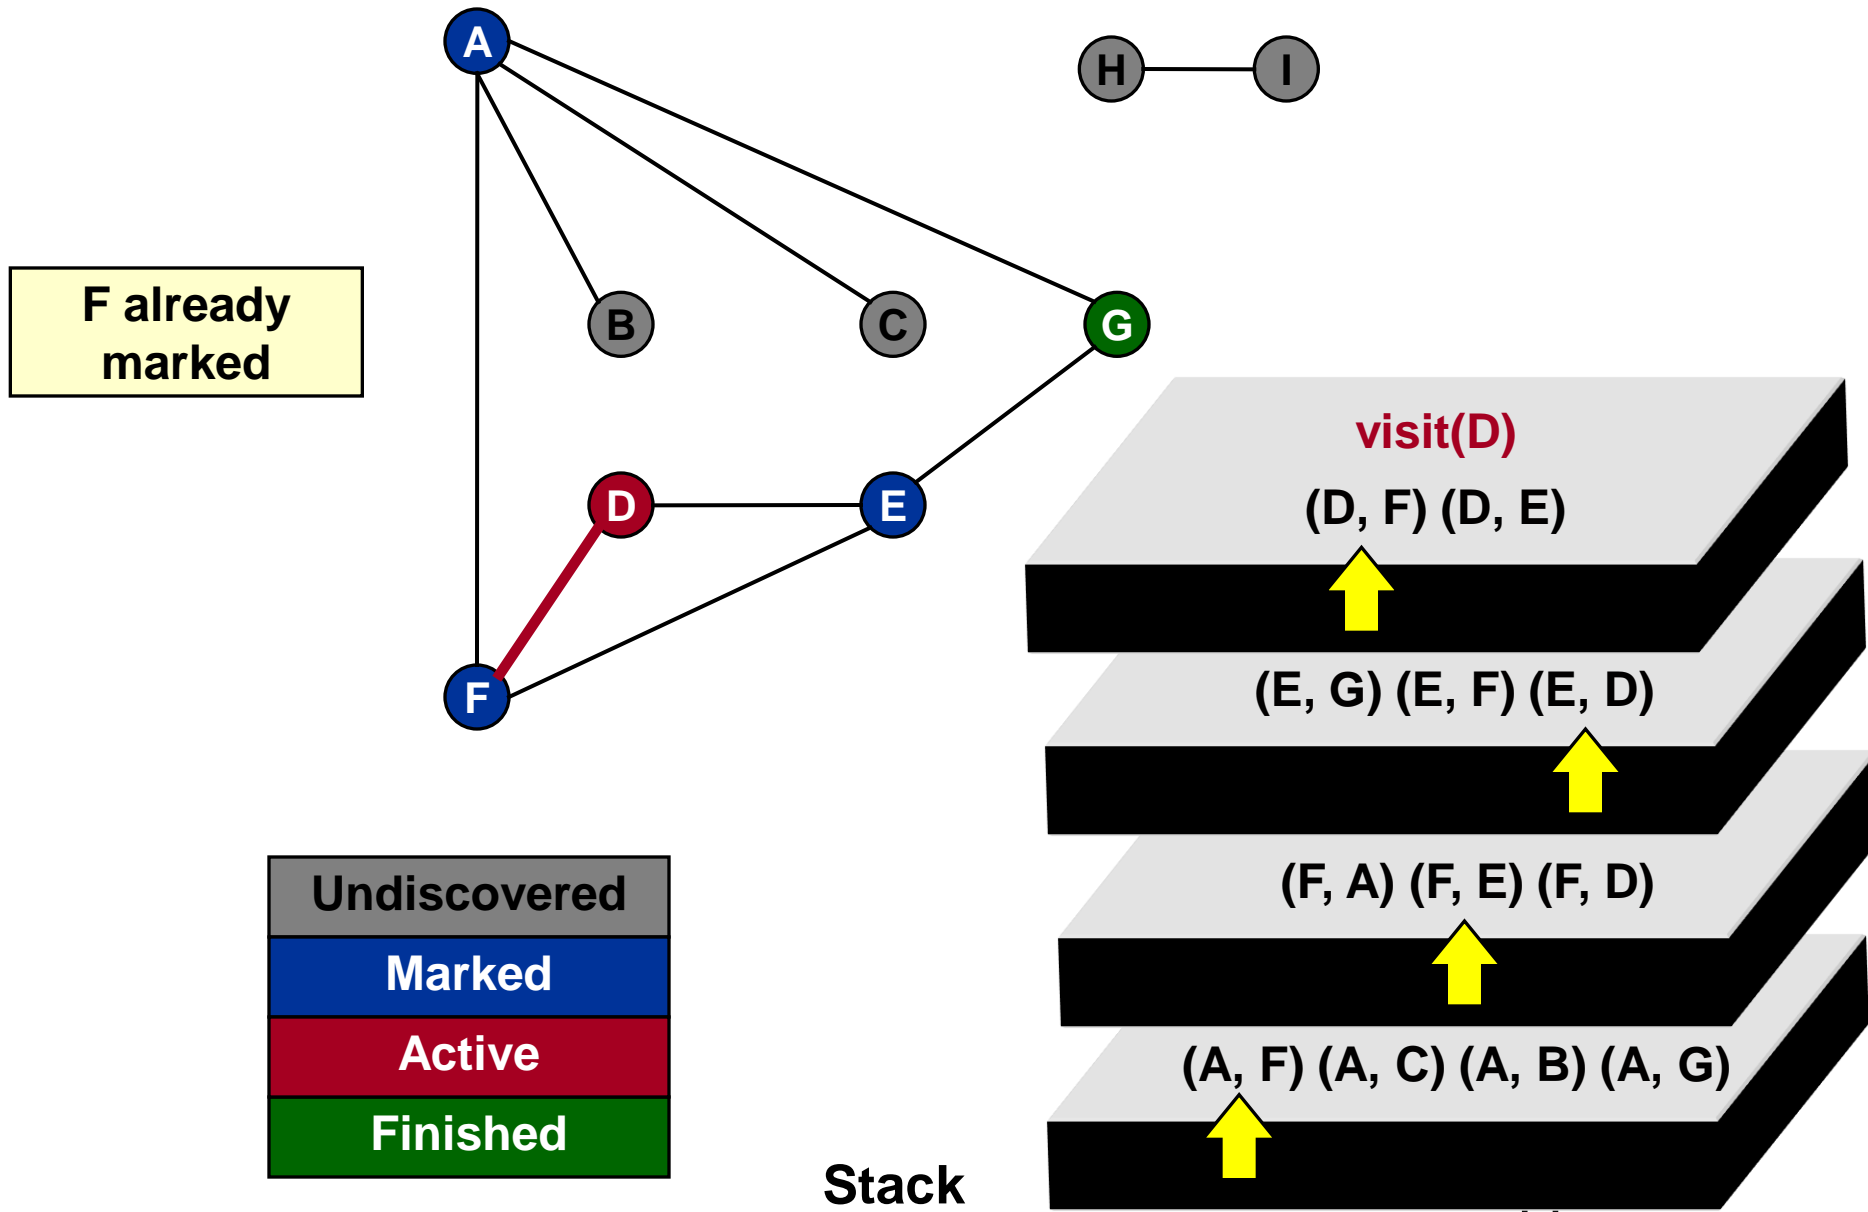 A
H
I
F already
marked
B
C
G
visit(D)
D
E
(D, F) (D, E)
F
(E, G) (E, F) (E, D)
Undiscovered
(F, A) (F, E) (F, D)
Marked
Active
(A, F) (A, C) (A, B) (A, G)
Finished
Stack